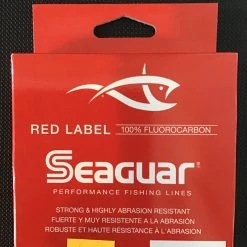 RED LABEL 100% FLUOROCARBON
Seaguar
PERFORMANCE FISHING LINES
STRONG & HIGHLY ABRASION RESISTANT
FUERTE Y MUY RESISTENTE A LA ABRASION
ROBUSTE ET HAUTE RÉSISTANCE À L'ABRASION